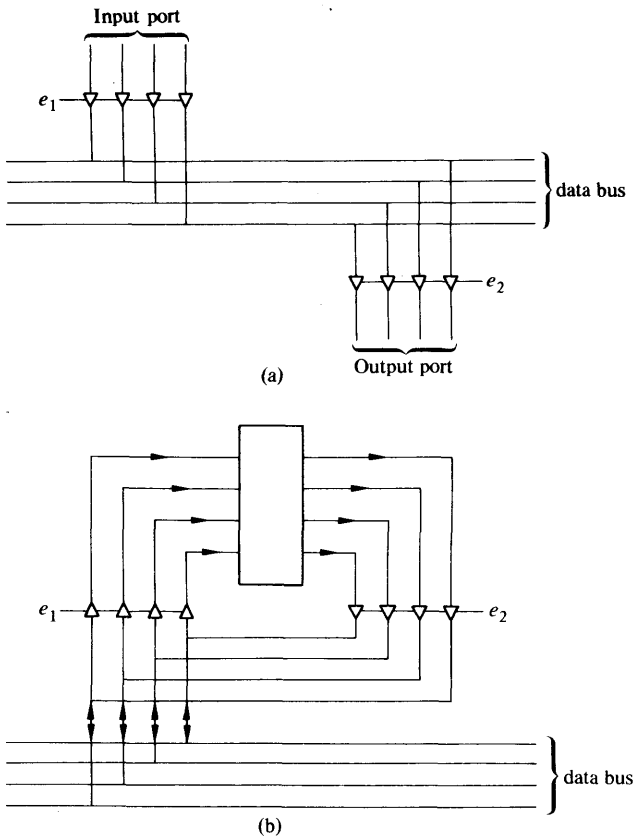 Input port
e₁
data bus
e₂
Output port
(a)
e₁
e₂
data bus
(b)